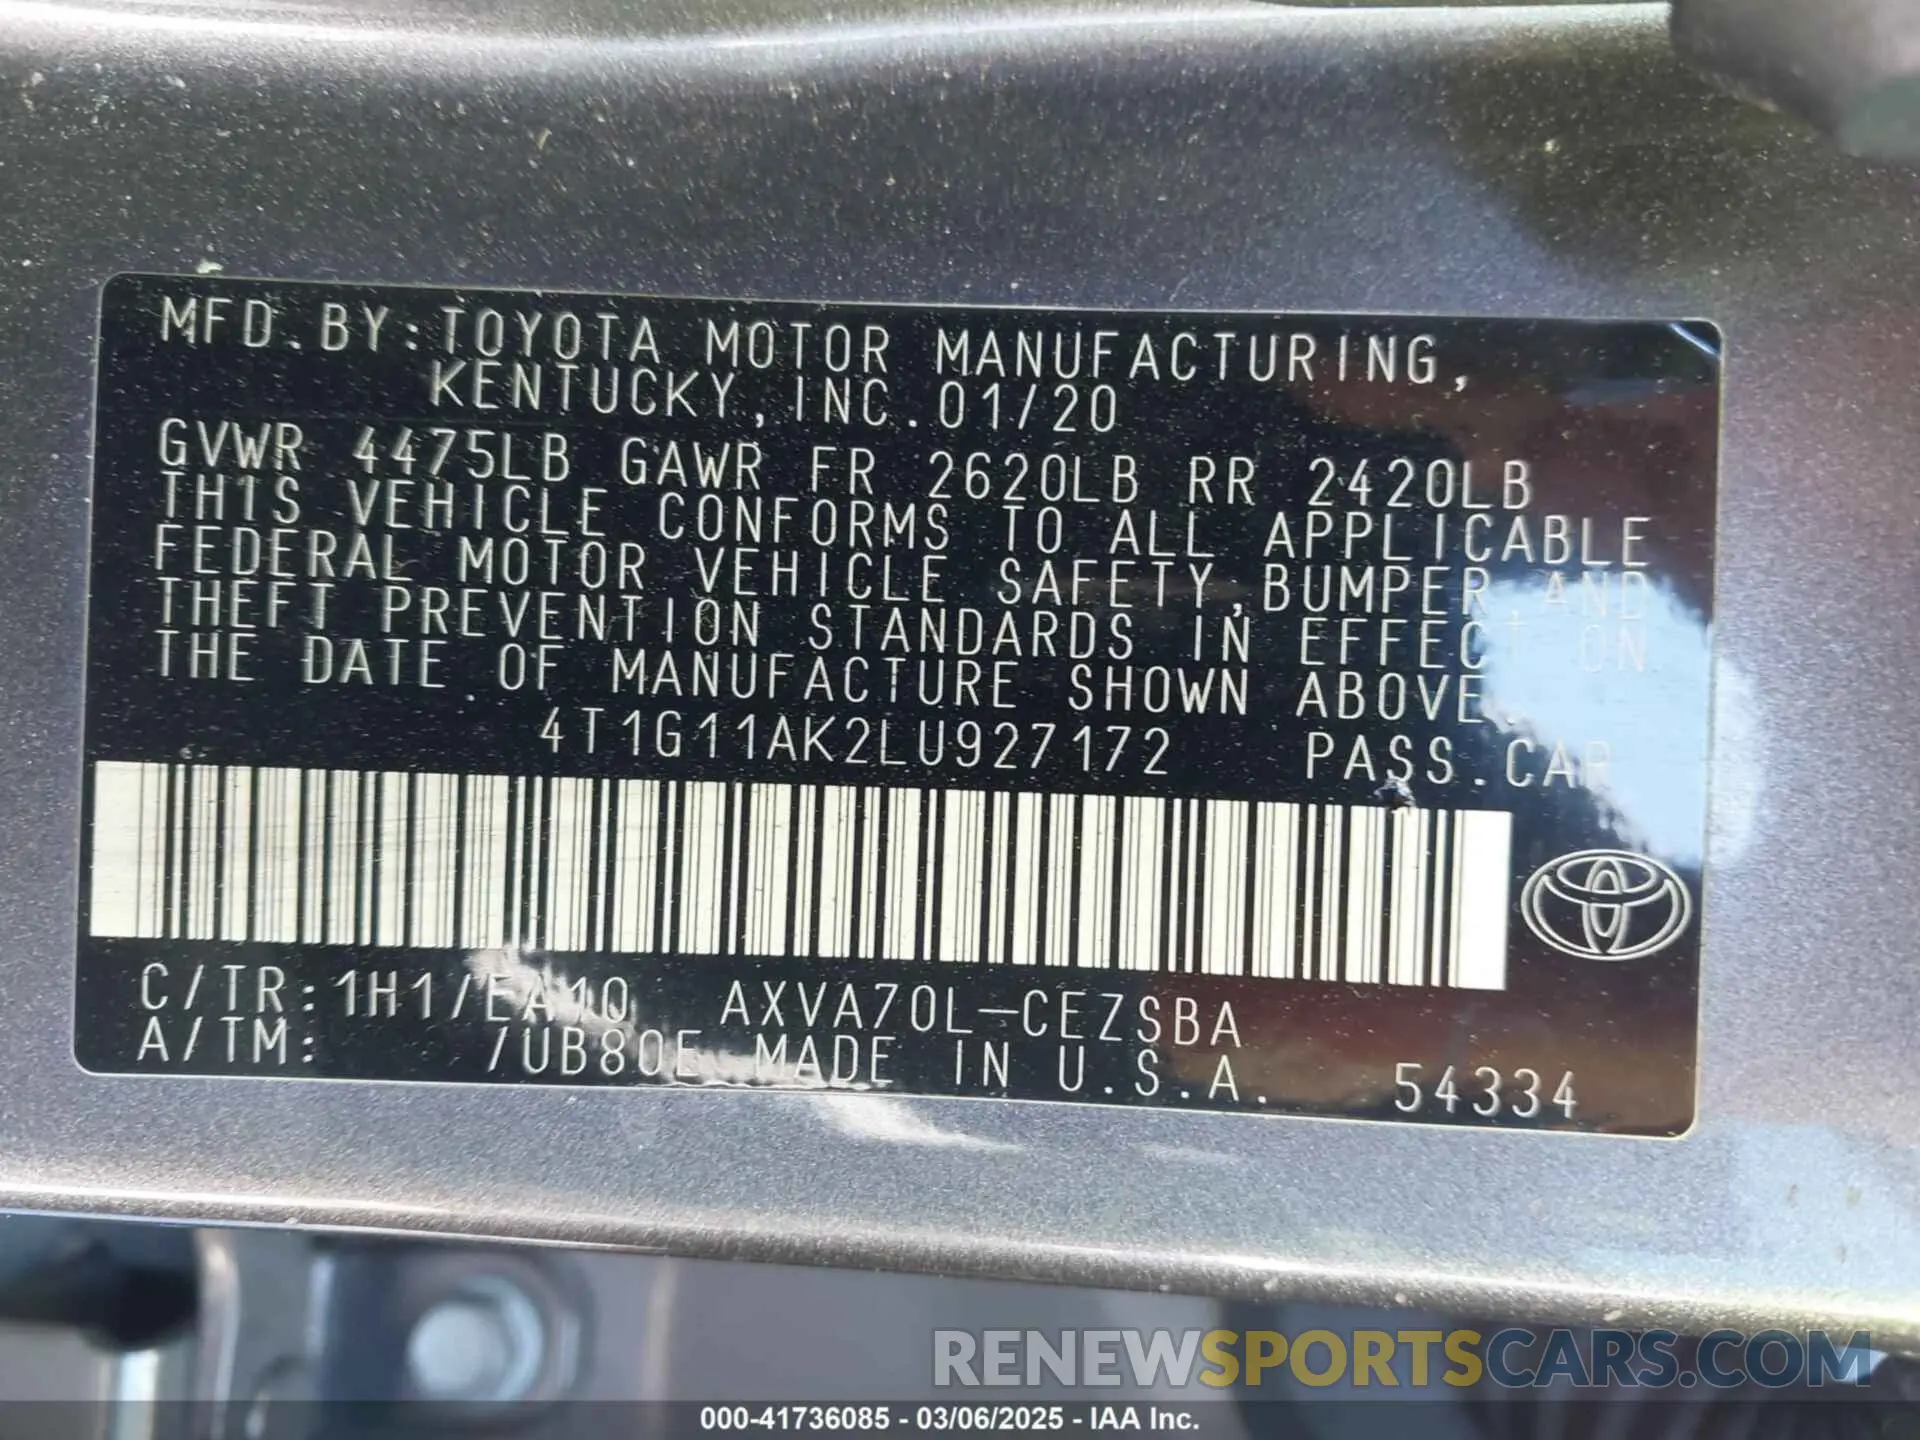 MFD.BY:TOYOTA MOTOR MANUFACTURING,
KENTUCKY,INC.01/20
GVWR 4475LB GAWR FR 2620LB RR 2420LB
THIS VEHICLE CONFORMS TO ALL APPLICABLE
FEDERAL MOTOR VEHICLE SAFETY,BUMPER,AND
THEFT PREVENTION STANDARDS IN EFFECT ON
THE DATE OF MANUFACTURE SHOWN ABOVE.
4T1G11AK2LU927172 PASS.CAR
C/TR:1H1/EA10 AXVA70L-CEZSBA
A/TM: /UB80E MADE IN U.S.A. 54334
RENEWSPORTSCARS.COM
000-41736085 - 03/06/2025 - IAA Inc.